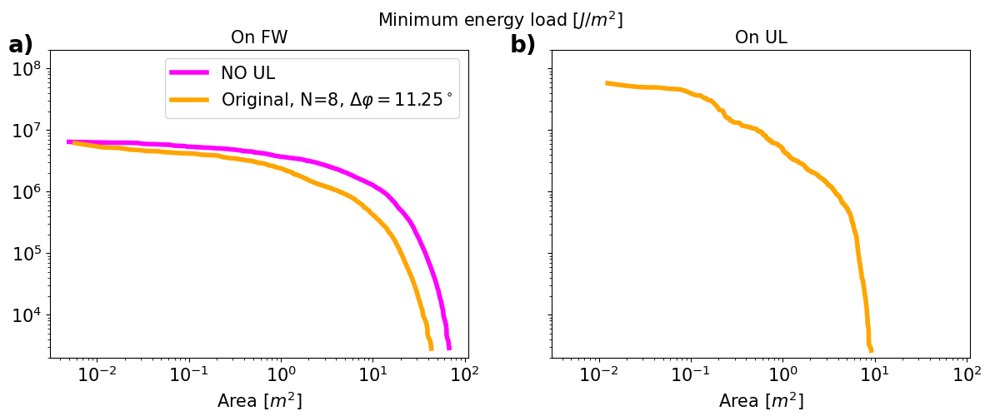 Minimum energy load [J/m²]
a)
On FW
NO UL
Original, N=8, Δφ = 11.25°
10⁸
10⁷
10⁶
10⁵
10⁴
10⁻² 10⁻¹ 10⁰ 10¹ 10²
Area [m²]
b)
On UL
10⁻² 10⁻¹ 10⁰ 10¹ 10²
Area [m²]